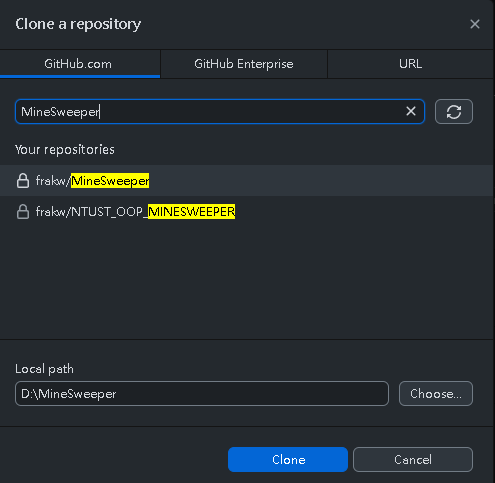 Clone a repository
GitHub.com
GitHub Enterprise
URL
MineSweeper
Your repositories
frakw/MineSweeper
frakw/NTUST_OOP_MINESWEEPER
Local path
D:\MineSweeper
Choose...
Clone
Cancel